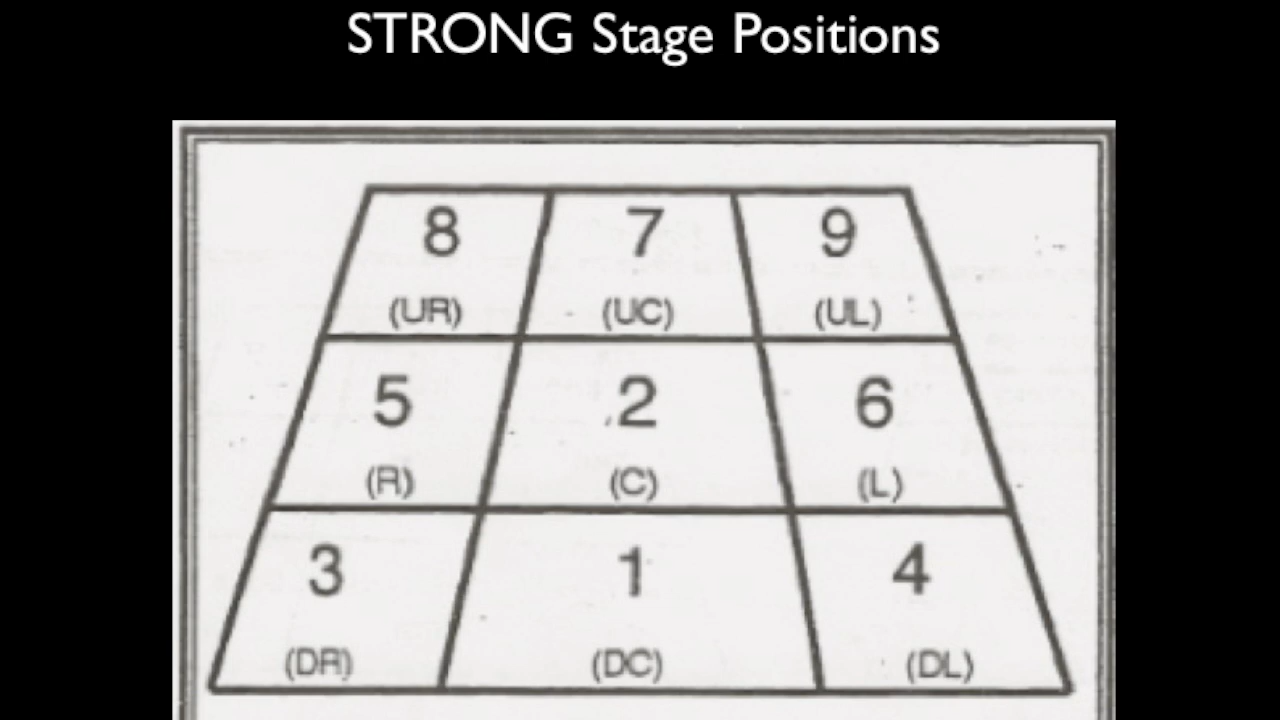 STRONG Stage Positions
8 7 9
(UR) (UC) (UL)
5 2 6
(R) (C) (L)
3 1 4
(DR) (DC) (DL)